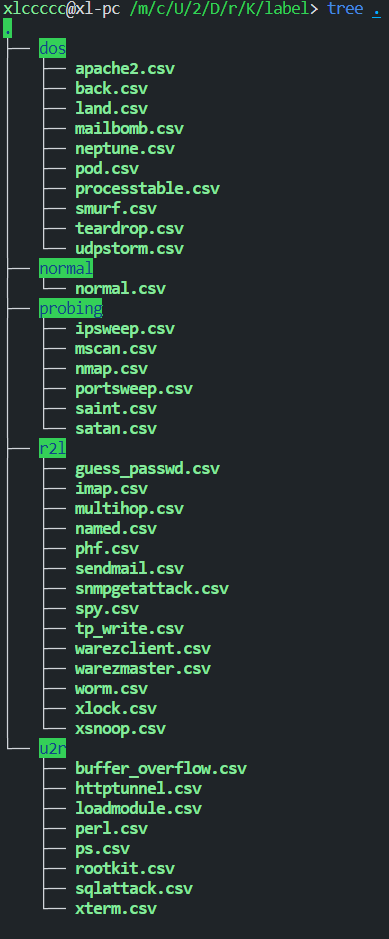 xlccccc@xl-pc /m/c/U/2/D/r/K/label> tree .
.
├── dos
│   ├── apache2.csv
│   ├── back.csv
│   ├── land.csv
│   ├── mailbomb.csv
│   ├── neptune.csv
│   ├── pod.csv
│   ├── processtable.csv
│   ├── smurf.csv
│   ├── teardrop.csv
│   └── udpstorm.csv
├── normal
│   └── normal.csv
├── probing
│   ├── ipsweep.csv
│   ├── mscan.csv
│   ├── nmap.csv
│   ├── portsweep.csv
│   ├── saint.csv
│   └── satan.csv
├── r2l
│   ├── guess_passwd.csv
│   ├── imap.csv
│   ├── multihop.csv
│   ├── named.csv
│   ├── phf.csv
│   ├── sendmail.csv
│   ├── snmpgetattack.csv
│   ├── spy.csv
│   ├── tp_write.csv
│   ├── warezclient.csv
│   ├── warezmaster.csv
│   ├── worm.csv
│   ├── xlock.csv
│   └── xsnoop.csv
└── u2r
    ├── buffer_overflow.csv
    ├── httptunnel.csv
    ├── loadmodule.csv
    ├── perl.csv
    ├── ps.csv
    ├── rootkit.csv
    ├── sqlattack.csv
    └── xterm.csv